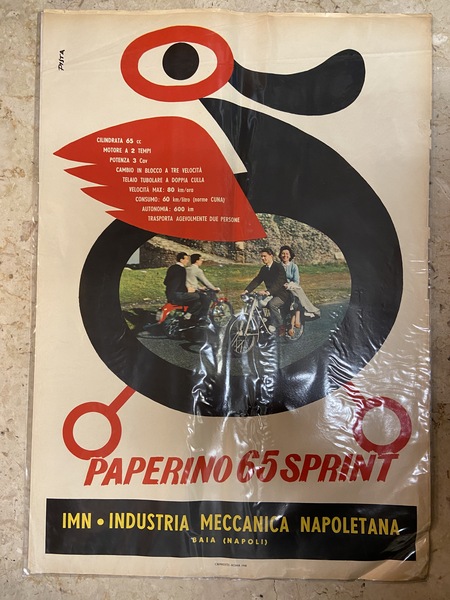 PISTA
CILINDRATA 65 cc
MOTORE A 2 TEMPI
POTENZA 3 Cav
CAMBIO IN BLOCCO A TRE VELOCITÀ
TELAIO TUBOLARE A DOPPIA CULLA
VELOCITÀ MAX: 80 km/ora
CONSUMO: 60 km/litro (norme CUNA)
AUTONOMIA: 600 km
TRASPORTA AGEVOLMENTE DUE PERSONE
PAPERINO 65 SPRINT
IMN • INDUSTRIA MECCANICA NAPOLETANA
BAIA (NAPOLI)